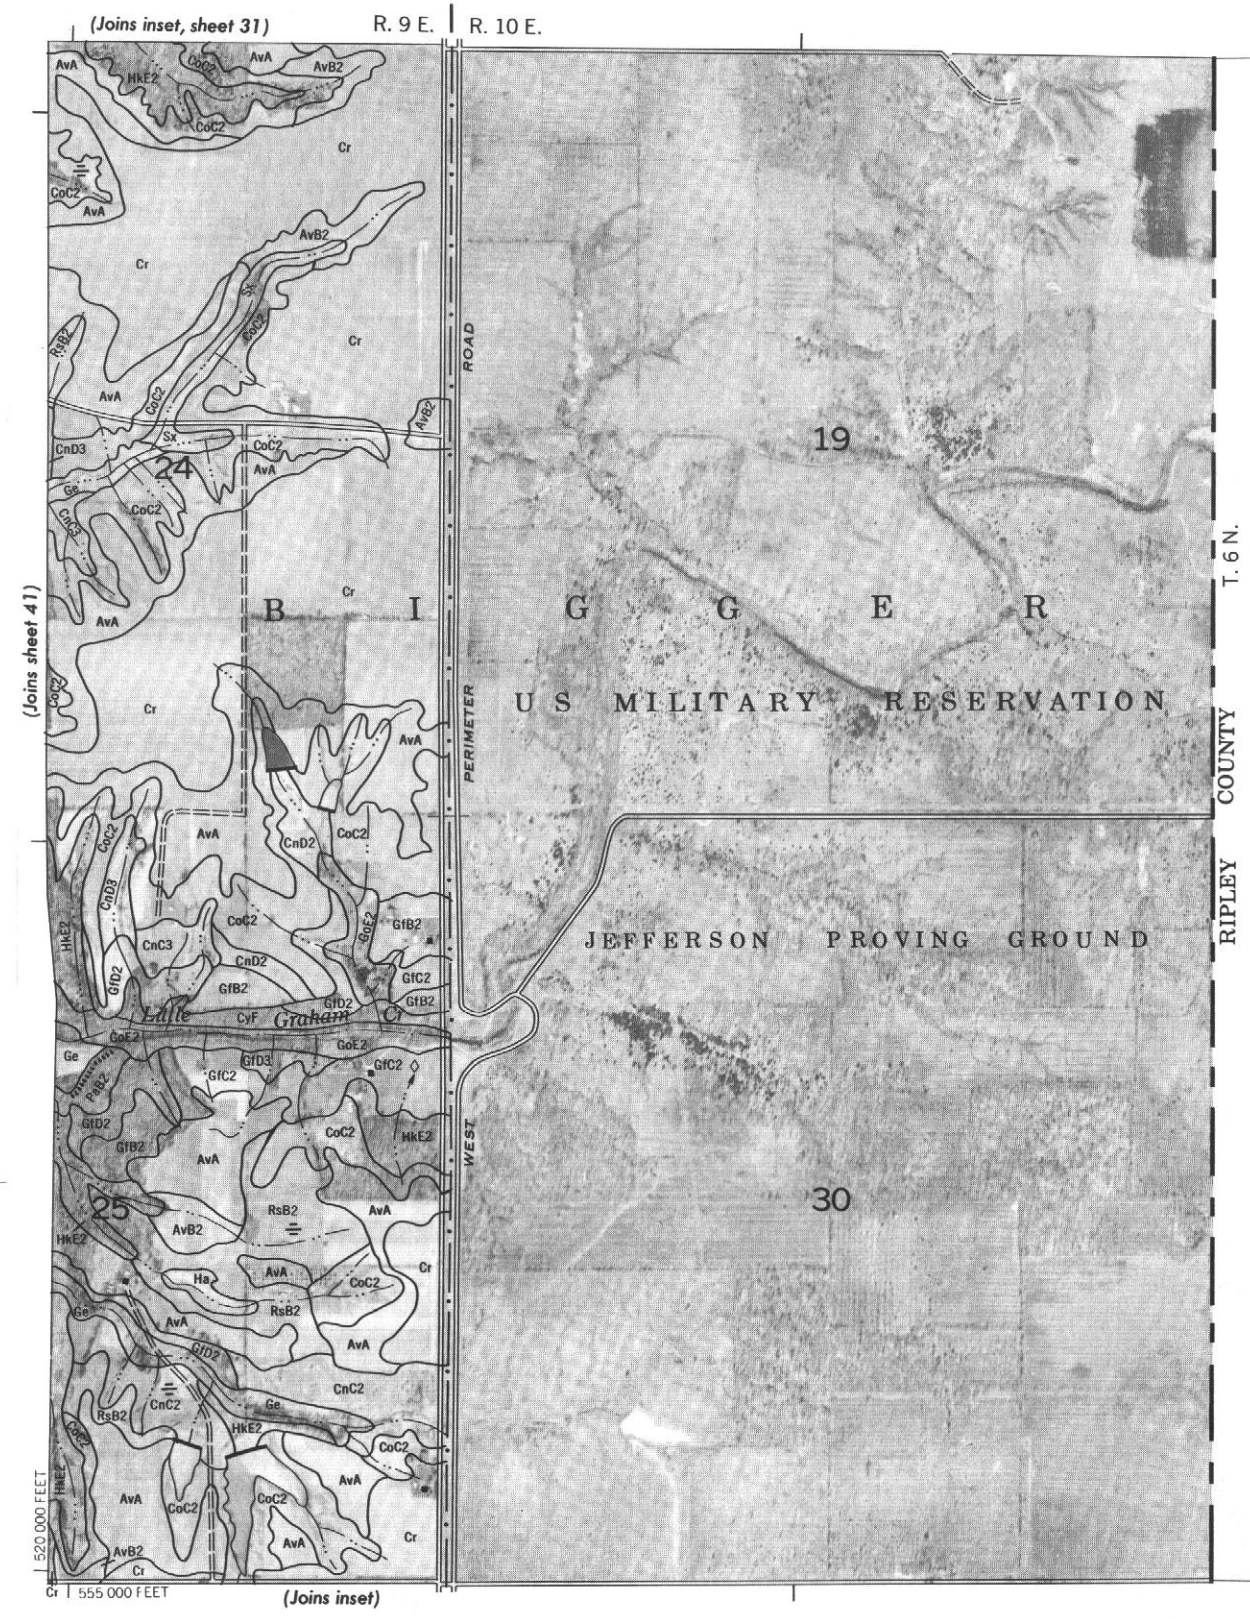 (Joins inset, sheet 31)
R. 9 E.
R. 10 E.
AvA
HkE2
CoC2
AvA
AvB2
CoC2
Cr
CoC2
AvA
AvB2
Cr
Sx
CoC2
RsB2
Cr
ROAD
AvA
CoC2
AvB2
Sx
CoC2
CnD3
24
AvA
19
Ge
CoC2
CnC3
T. 6 N.
Cr
B I G G E R
AvA
(Joins sheet 41)
CoC2
Cr
US MILITARY RESERVATION
AvA
PERIMETER
COUNTY
CoC2
AvA
CnD2
CoC2
CnD3
CoC2
GoE2
GfB2
RIPLEY
HkE2
CnC3
JEFFERSON PROVING GROUND
CnD2
GfD2
GfB2
GfC2
GfD2
GfB2
Little Graham Cr
CyF
GoE2
GoE2
Ge
GfD3
GfC2
GfC2
PaB2
GfD2
CoC2
HkE2
WEST
GfB2
AvA
25
RsB2
AvA
30
AvB2
HkE2
Cr
Ha
AvA
CoC2
Ge
RsB2
AvA
GfD2
AvA
CnC2
CnC2
Ge
RsB2
HkE2
CoC2
CoC2
HkE2
AvA
AvA
CoC2
CoC2
AvA
Cr
AvB2
Cr
520 000 FEET
Cr
555 000 FEET
(Joins inset)